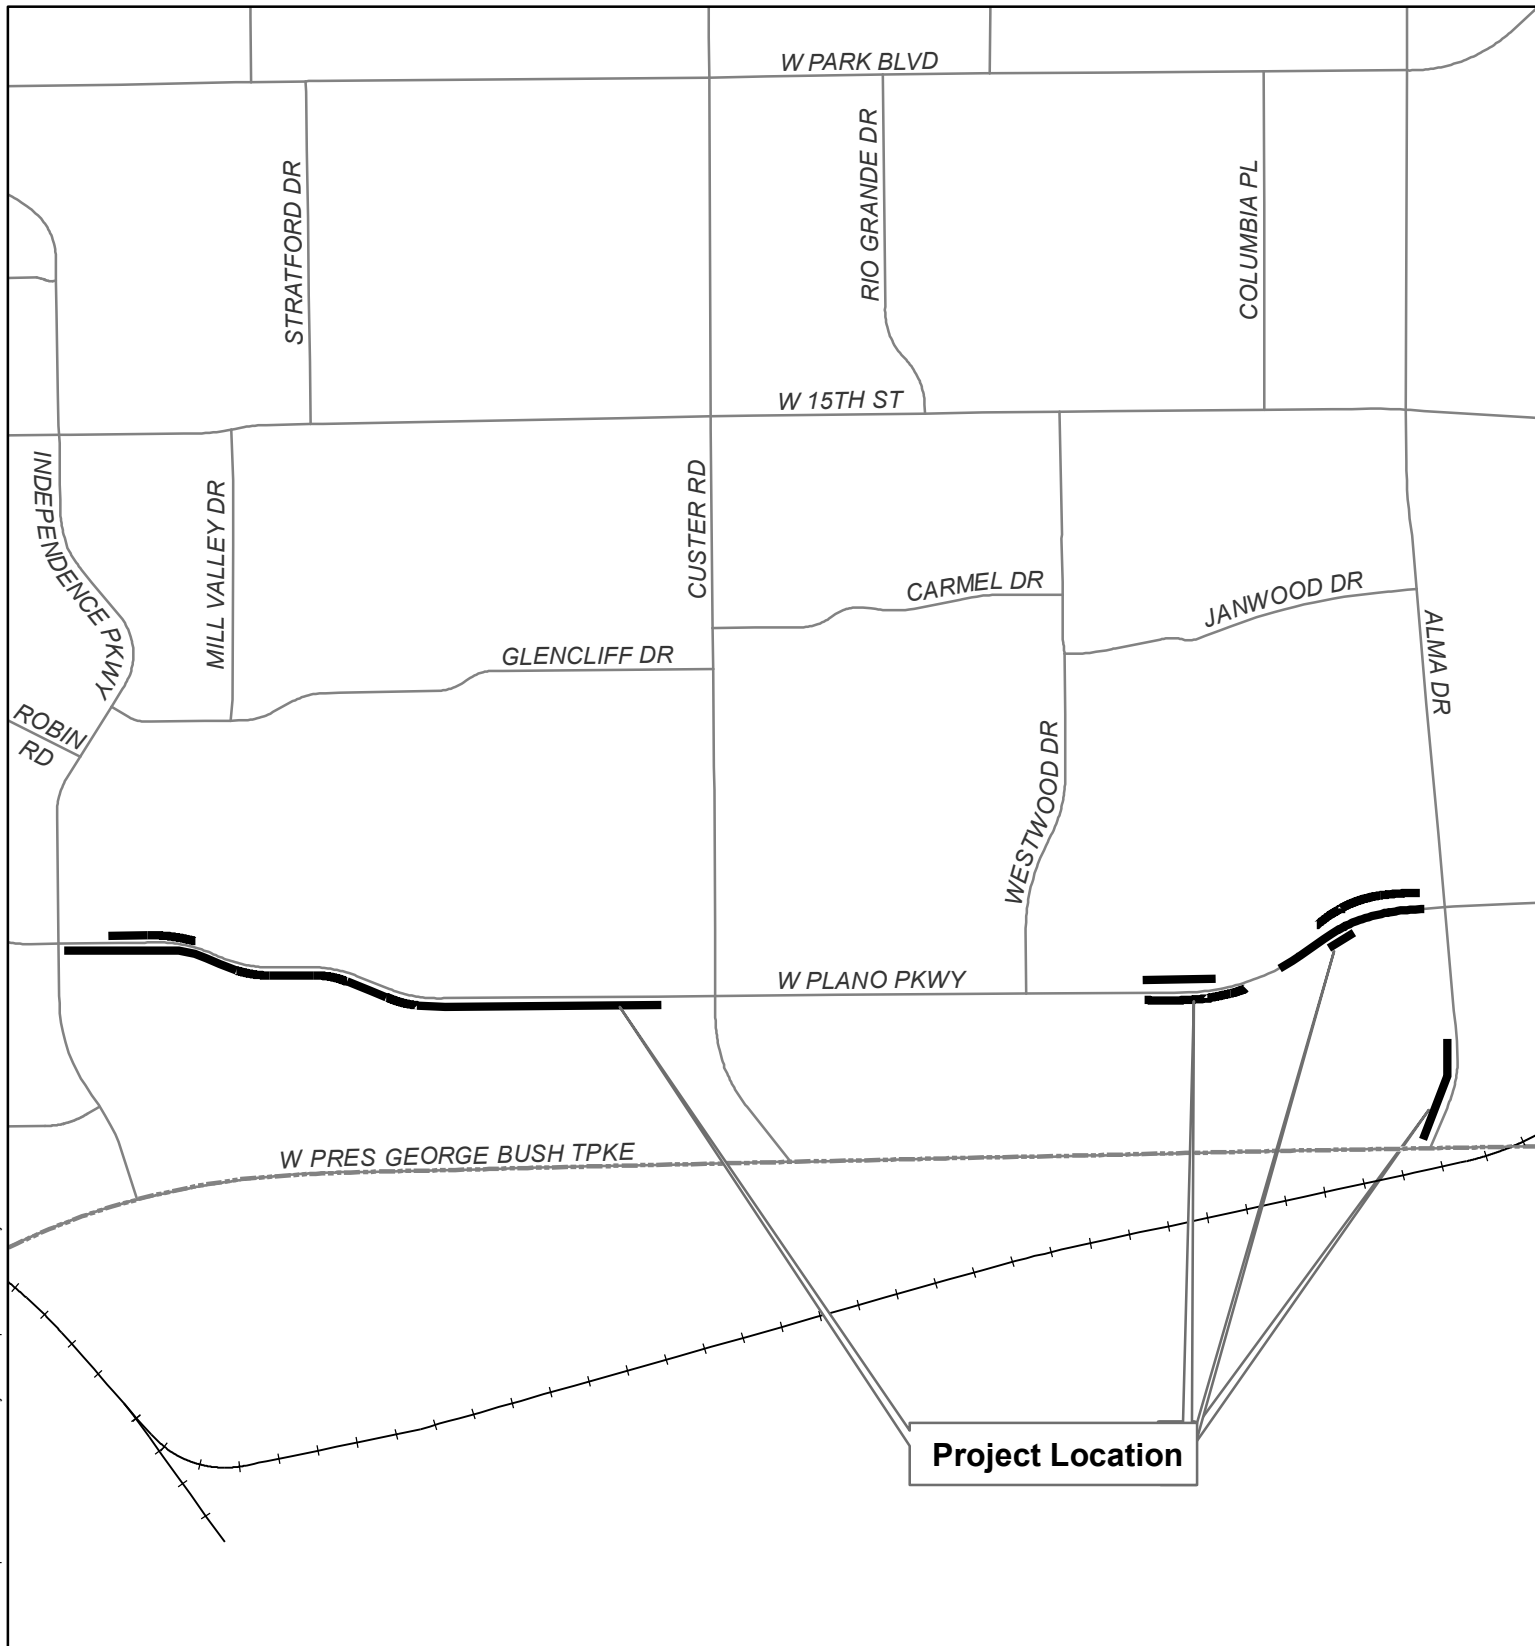 W PARK BLVD
STRATFORD DR
RIO GRANDE DR
COLUMBIA PL
W 15TH ST
INDEPENDENCE PKWY
MILL VALLEY DR
CUSTER RD
CARMEL DR
JANWOOD DR
ALMA DR
GLENCLIFF DR
ROBIN
RD
WESTWOOD DR
W PLANO PKWY
W PRES GEORGE BUSH TPKE
Project Location